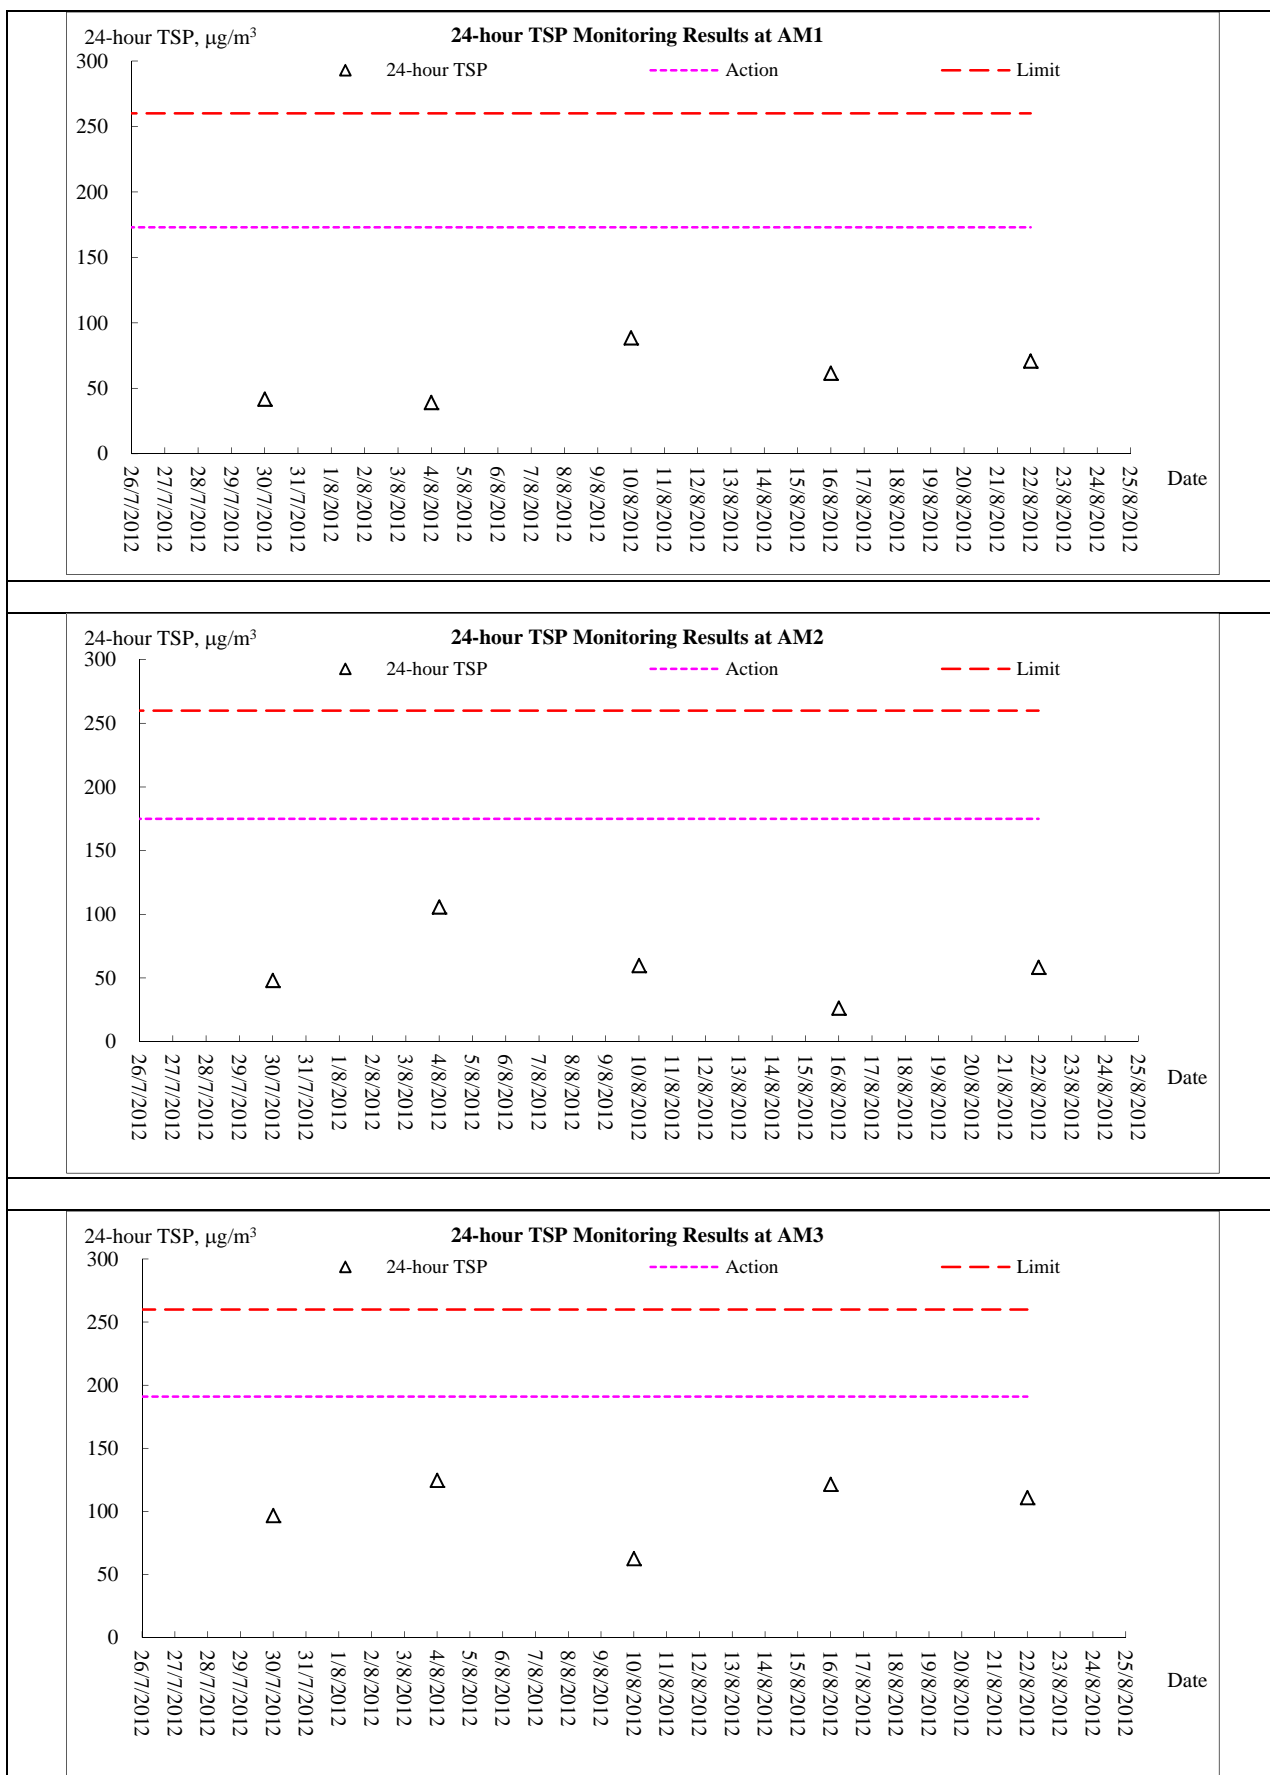 24-hour TSP, μg/m³ 24-hour TSP Monitoring Results at AM1
24-hour TSP Action Limit
300
250
200
150
100
50
0
26/7/2012 27/7/2012 28/7/2012 29/7/2012 30/7/2012 31/7/2012 1/8/2012 2/8/2012 3/8/2012 4/8/2012 5/8/2012 6/8/2012 7/8/2012 8/8/2012 9/8/2012 10/8/2012 11/8/2012 12/8/2012 13/8/2012 14/8/2012 15/8/2012 16/8/2012 17/8/2012 18/8/2012 19/8/2012 20/8/2012 21/8/2012 22/8/2012 23/8/2012 24/8/2012 25/8/2012
Date
24-hour TSP, μg/m³ 24-hour TSP Monitoring Results at AM2
24-hour TSP Action Limit
300
250
200
150
100
50
0
26/7/2012 27/7/2012 28/7/2012 29/7/2012 30/7/2012 31/7/2012 1/8/2012 2/8/2012 3/8/2012 4/8/2012 5/8/2012 6/8/2012 7/8/2012 8/8/2012 9/8/2012 10/8/2012 11/8/2012 12/8/2012 13/8/2012 14/8/2012 15/8/2012 16/8/2012 17/8/2012 18/8/2012 19/8/2012 20/8/2012 21/8/2012 22/8/2012 23/8/2012 24/8/2012 25/8/2012
Date
24-hour TSP, μg/m³ 24-hour TSP Monitoring Results at AM3
24-hour TSP Action Limit
300
250
200
150
100
50
0
26/7/2012 27/7/2012 28/7/2012 29/7/2012 30/7/2012 31/7/2012 1/8/2012 2/8/2012 3/8/2012 4/8/2012 5/8/2012 6/8/2012 7/8/2012 8/8/2012 9/8/2012 10/8/2012 11/8/2012 12/8/2012 13/8/2012 14/8/2012 15/8/2012 16/8/2012 17/8/2012 18/8/2012 19/8/2012 20/8/2012 21/8/2012 22/8/2012 23/8/2012 24/8/2012 25/8/2012
Date